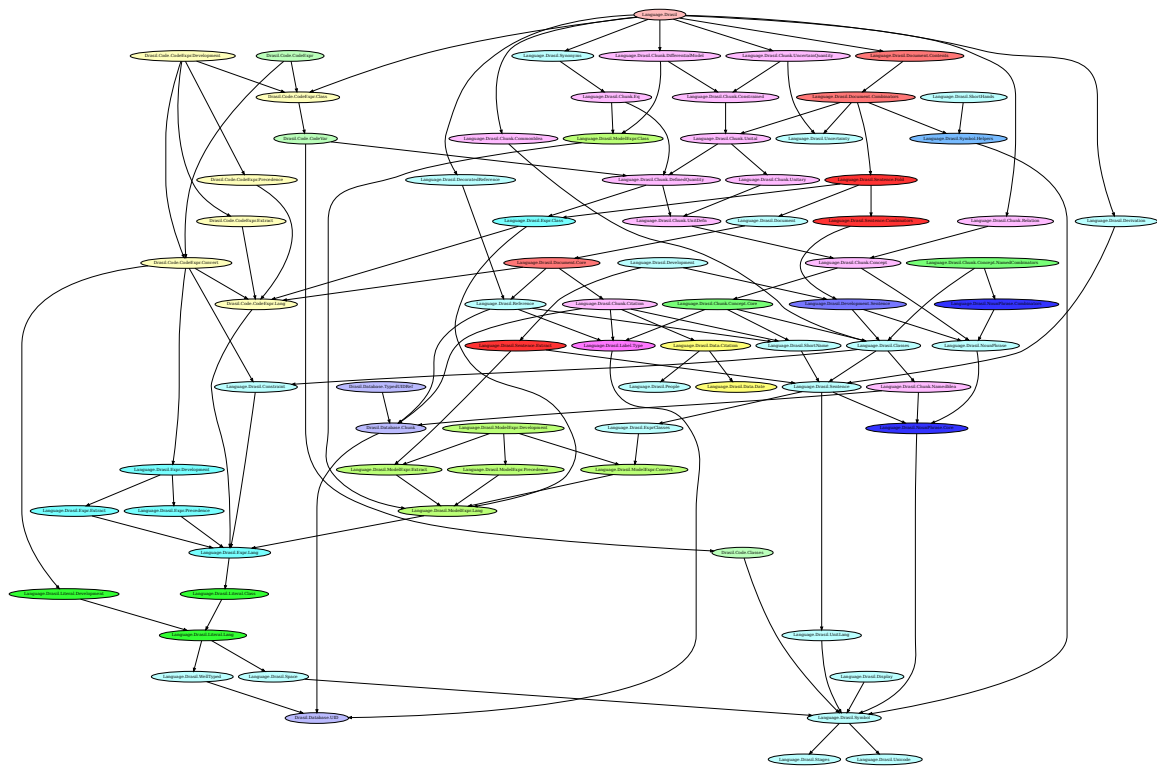 Language.Drasil
Drasil.Code.CodeExpr.Development
Drasil.Code.CodeExpr
Language.Drasil.Synonyms
Language.Drasil.Chunk.DifferentialModel
Language.Drasil.Chunk.UncertainQuantity
Language.Drasil.Document.Contents
Drasil.Code.CodeExpr.Class
Language.Drasil.Chunk.Eq
Language.Drasil.Chunk.Constrained
Language.Drasil.Document.Combinators
Language.Drasil.ShortHands
Drasil.Code.CodeVar
Language.Drasil.Chunk.CommonIdea
Language.Drasil.ModelExpr.Class
Language.Drasil.Chunk.Unital
Language.Drasil.Uncertainty
Language.Drasil.Symbol.Helpers
Drasil.Code.CodeExpr.Precedence
Language.Drasil.DecoratedReference
Language.Drasil.Chunk.DefinedQuantity
Language.Drasil.Chunk.Unitary
Language.Drasil.Sentence.Fold
Drasil.Code.CodeExpr.Extract
Language.Drasil.Expr.Class
Language.Drasil.Chunk.UnitDefn
Language.Drasil.Document
Language.Drasil.Sentence.Combinators
Language.Drasil.Chunk.Relation
Language.Drasil.Derivation
Drasil.Code.CodeExpr.Convert
Language.Drasil.Document.Core
Language.Drasil.Development
Language.Drasil.Chunk.Concept
Language.Drasil.Chunk.Concept.NamedCombinators
Drasil.Code.CodeExpr.Lang
Language.Drasil.Reference
Language.Drasil.Chunk.Citation
Language.Drasil.Chunk.Concept.Core
Language.Drasil.Development.Sentence
Language.Drasil.NounPhrase.Combinators
Language.Drasil.Sentence.Extract
Language.Drasil.Label.Type
Language.Drasil.Data.Citation
Language.Drasil.ShortName
Language.Drasil.Classes
Language.Drasil.NounPhrase
Language.Drasil.Constraint
Drasil.Database.TypedUIDRef
Language.Drasil.People
Language.Drasil.Data.Date
Language.Drasil.Sentence
Language.Drasil.Chunk.NamedIdea
Drasil.Database.Chunk
Language.Drasil.ModelExpr.Development
Language.Drasil.ExprClasses
Language.Drasil.NounPhrase.Core
Language.Drasil.Expr.Development
Language.Drasil.ModelExpr.Extract
Language.Drasil.ModelExpr.Precedence
Language.Drasil.ModelExpr.Convert
Language.Drasil.Expr.Extract
Language.Drasil.Expr.Precedence
Language.Drasil.ModelExpr.Lang
Language.Drasil.Expr.Lang
Drasil.Code.Classes
Language.Drasil.Literal.Development
Language.Drasil.Literal.Class
Language.Drasil.Literal.Lang
Language.Drasil.UnitLang
Language.Drasil.WellTyped
Language.Drasil.Space
Language.Drasil.Display
Drasil.Database.UID
Language.Drasil.Symbol
Language.Drasil.Stages
Language.Drasil.Unicode